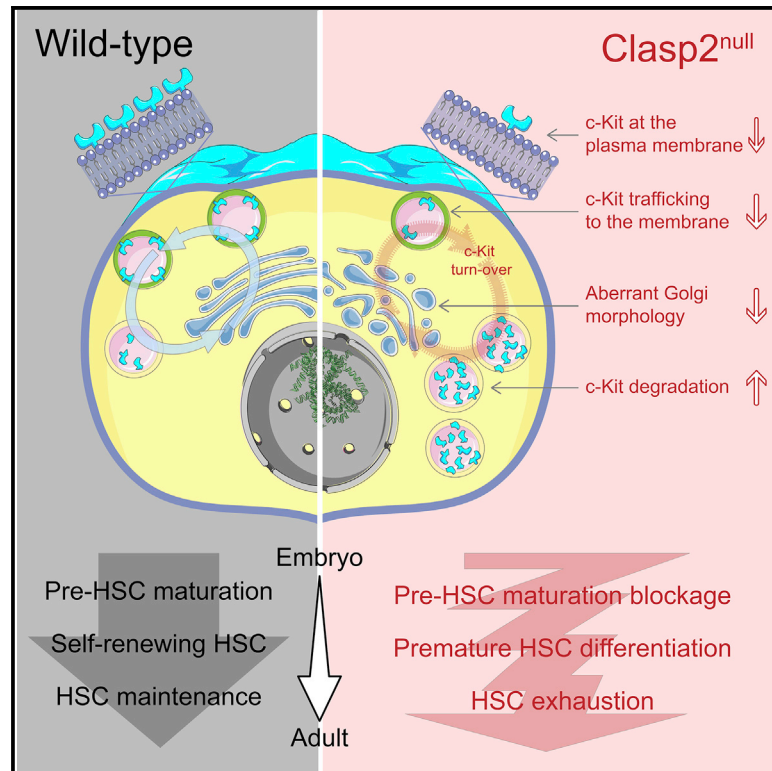 Wild-type
Clasp2null
c-Kit at the
plasma membrane
c-Kit trafficking
to the membrane
c-Kit
turn-over
Aberrant Golgi
morphology
c-Kit degradation
Embryo
Pre-HSC maturation
Self-renewing HSC
HSC maintenance
Pre-HSC maturation blockage
Premature HSC differentiation
HSC exhaustion
Adult